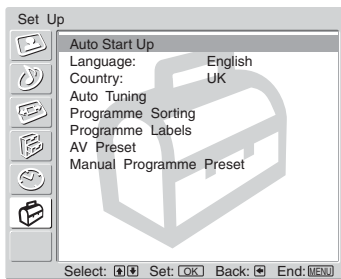 Set Up
Auto Start Up
Language: English
Country: UK
Auto Tuning
Programme Sorting
Programme Labels
AV Preset
Manual Programme Preset
Select: Set: OK Back: End: MENU